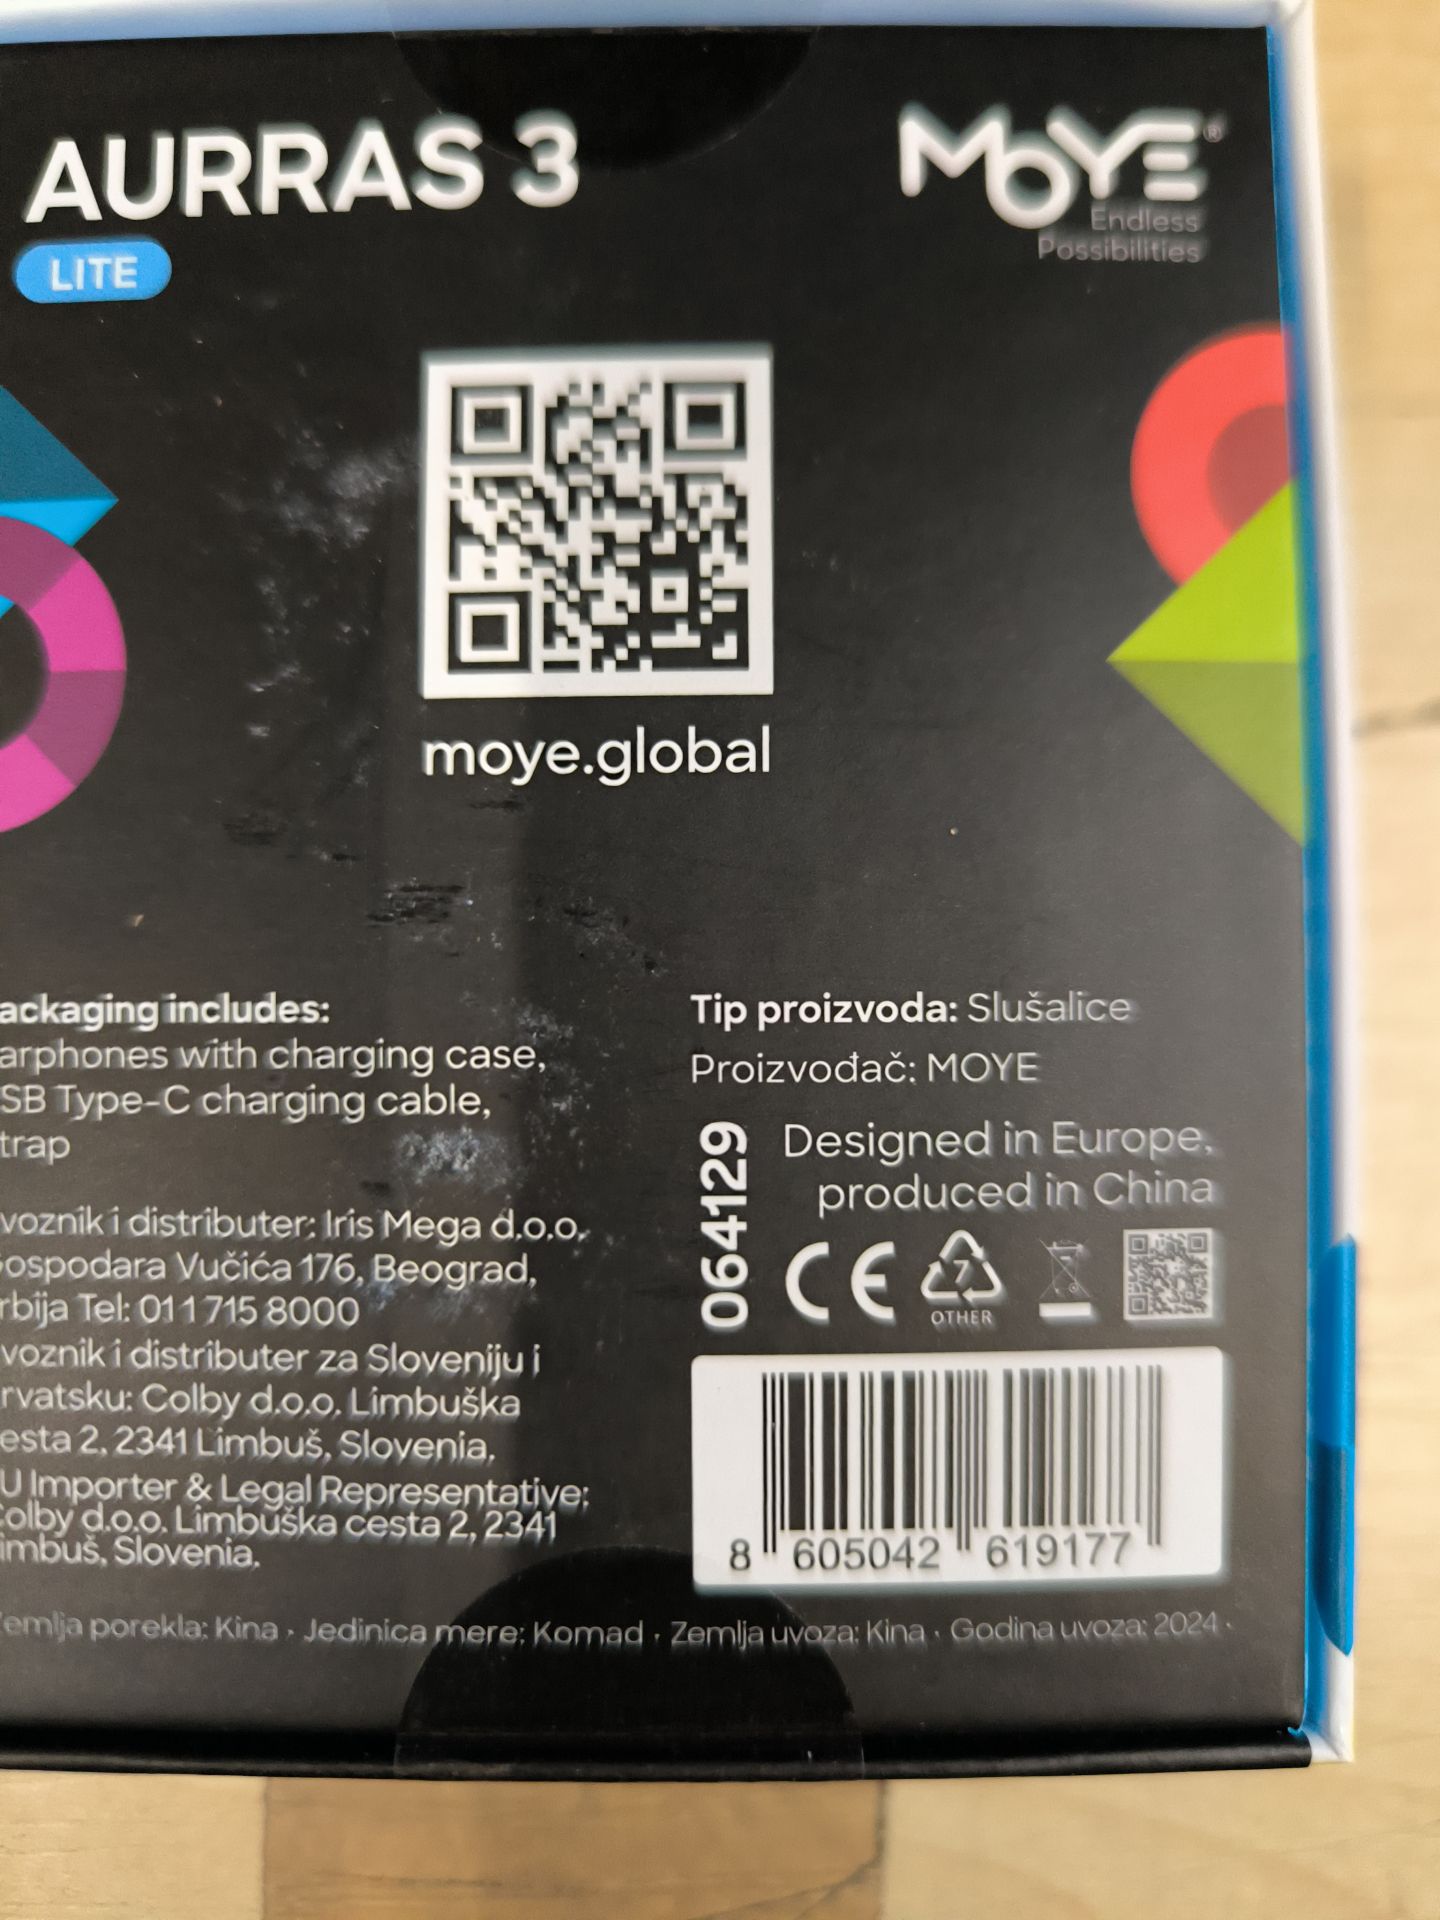 AURRAS 3
LITE
MOYE®
Endless
Possibilities
moye.global
ackaging includes:
arphones with charging case,
SB Type-C charging cable,
trap
voznik i distributer: Iris Mega d.o.o.
ospodara Vučića 176, Beograd,
rbija Tel: 011 715 8000
voznik i distributer za Sloveniju i
rvatsku: Colby d.o.o. Limbuška
esta 2, 2341 Limbuš, Slovenia.
U Importer & Legal Representative:
Colby d.o.o. Limbuška cesta 2, 2341
imbuš, Slovenia.
Tip proizvoda: Slušalice
Proizvođač: MOYE
064129
Designed in Europe,
produced in China
CE
7
OTHER
8 605042 619177
Zemlja porekla: Kina · Jedinica mere: Komad · Zemlja uvoza: Kina · Godina uvoza: 2024 ·